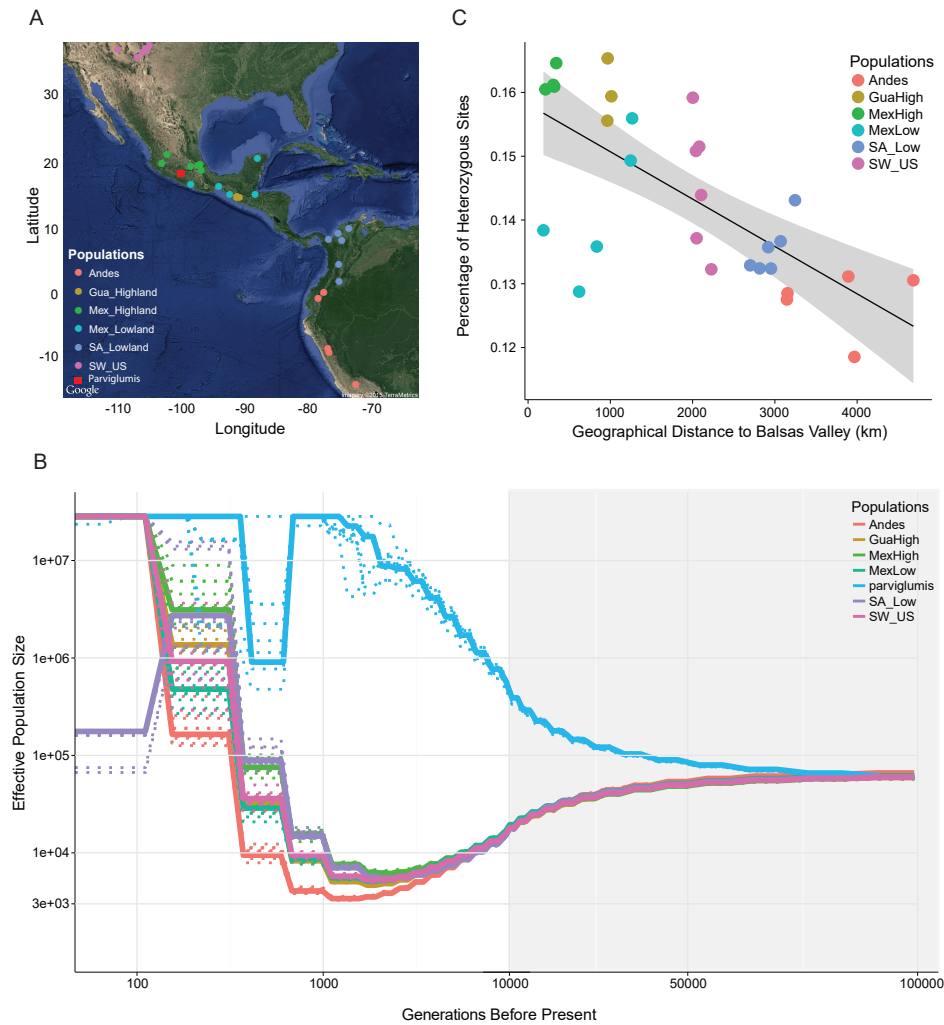 A
30
20
10
0
-10
Latitude
Populations
Andes
Gua_Highland
Mex_Highland
Mex_Lowland
SA_Lowland
SW_US
Parviglumis
Google
Imagery ©2015 TerraMetrics
-110
-100
-90
-80
-70
Longitude
C
Populations
Andes
GuaHigh
MexHigh
MexLow
SA_Low
SW_US
0.16
0.15
0.14
0.13
0.12
Percentage of Heterozygous Sites
0
1000
2000
3000
4000
Geographical Distance to Balsas Valley (km)
B
Populations
Andes
GuaHigh
MexHigh
MexLow
parviglumis
SA_Low
SW_US
1e+07
1e+06
1e+05
1e+04
3e+03
Effective Population Size
100
1000
10000
50000
100000
Generations Before Present